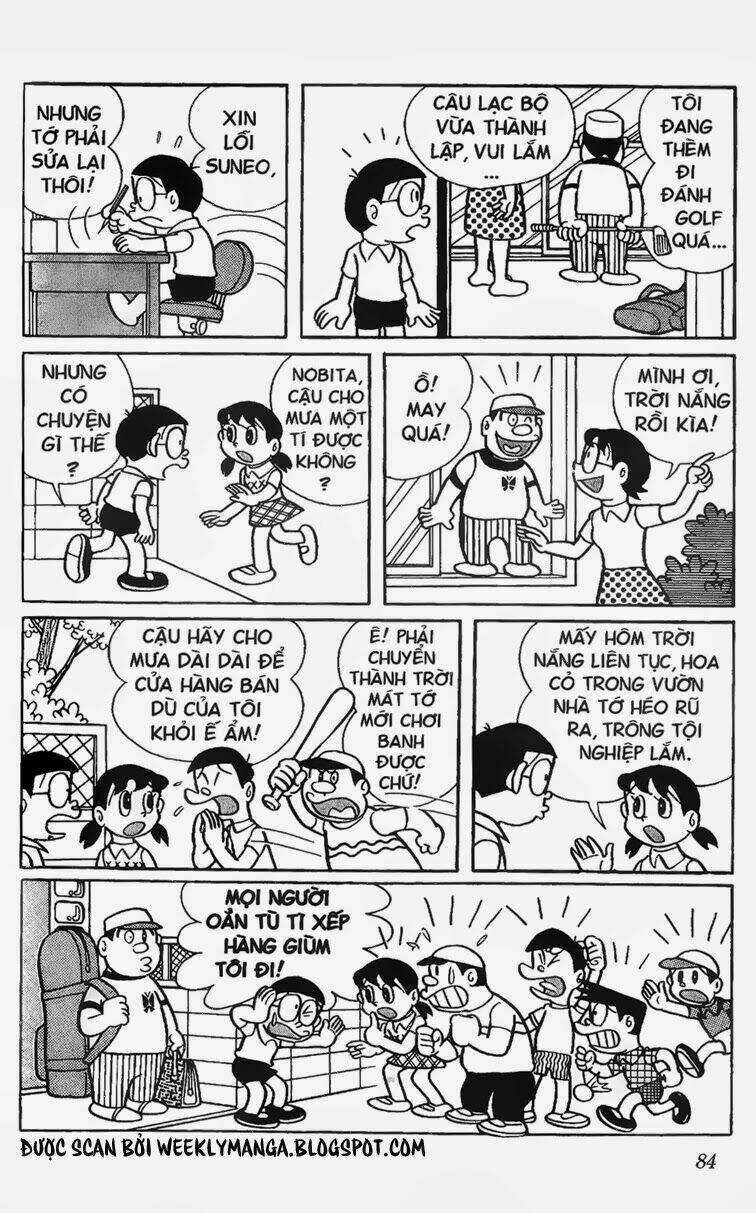 NHƯNG
TỚ PHẢI
SỬA LẠI
THÔI!
XIN
LỖI
SUNEO,
CÂU LẠC BỘ
VỪA THÀNH
LẬP, VUI LẮM
...
TÔI
ĐANG
THÈM
ĐI
ĐÁNH
GOLF
QUÁ...
NHƯNG
CÓ
CHUYỆN
GÌ THẾ
?
NOBITA,
CẬU CHO
MƯA MỘT
TÍ ĐƯỢC
KHÔNG
?
Ồ!
MAY
QUÁ!
MÌNH ƠI,
TRỜI NẮNG
RỒI KÌA!
CẬU HÃY CHO
MƯA DÀI DÀI ĐỂ
CỬA HÀNG BÁN
DÙ CỦA TÔI
KHỎI Ế ẨM!
Ê! PHẢI
CHUYỂN
THÀNH TRỜI
MÁT TỚ
MỚI CHƠI
BANH
ĐƯỢC
CHỨ!
MẤY HÔM TRỜI
NẮNG LIÊN TỤC, HOA
CỎ TRONG VƯỜN
NHÀ TỚ HÉO RŨ
RA, TRÔNG TỘI
NGHIỆP LẮM.
MỌI NGƯỜI
OẲN TÙ TÌ XẾP
HÀNG GIÙM
TÔI ĐI!
ĐƯỢC SCAN BỞI WEEKLYMANGA.BLOGSPOT.COM
84